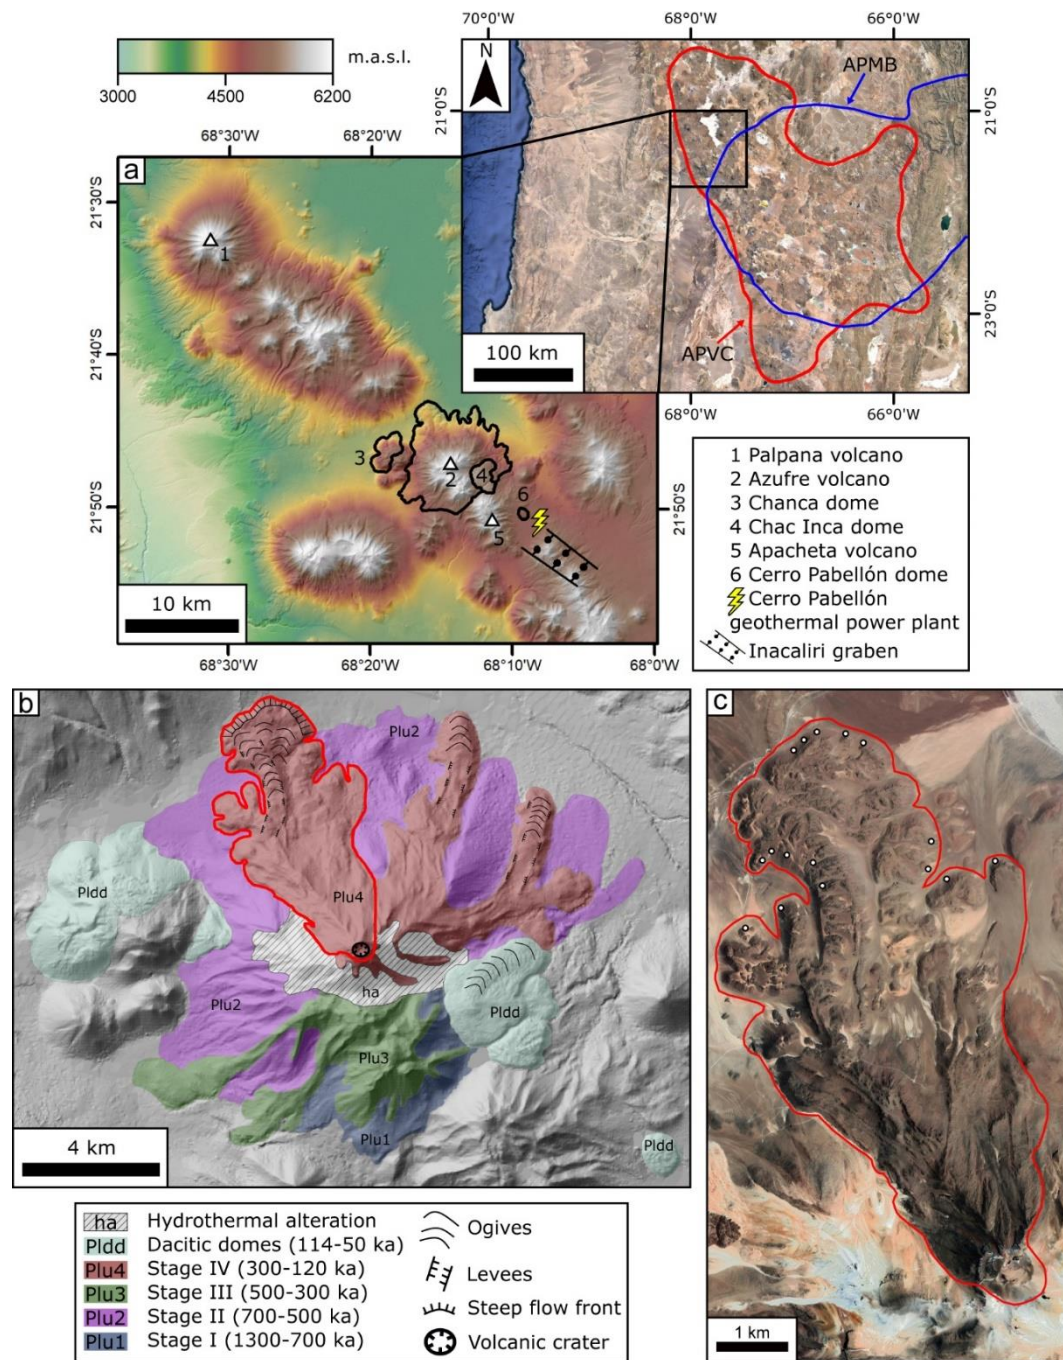 70°0'W
68°0'W
66°0'W
3000
4500
6200
m.a.s.l.
N
APMB
21°0'S
21°0'S
68°30'W
68°20'W
a
21°30'S
1
23°0'S
23°0'S
APVC
100 km
21°40'S
68°0'W
66°0'W
3
2
4
6
5
21°50'S
21°50'S
10 km
68°30'W
68°20'W
68°10'W
68°0'W
1 Palpana volcano
2 Azufre volcano
3 Chanca dome
4 Chac Inca dome
5 Apacheta volcano
6 Cerro Pabellón dome
Cerro Pabellón
geothermal power plant
Inacaliri graben
b
Plu2
Pldd
Plu4
ha
Plu2
Pldd
Plu3
Plu1
Pldd
4 km
c
1 km
ha Hydrothermal alteration
Pldd Dacitic domes (114-50 ka)
Plu4 Stage IV (300-120 ka)
Plu3 Stage III (500-300 ka)
Plu2 Stage II (700-500 ka)
Plu1 Stage I (1300-700 ka)
Ogives
Levees
Steep flow front
Volcanic crater